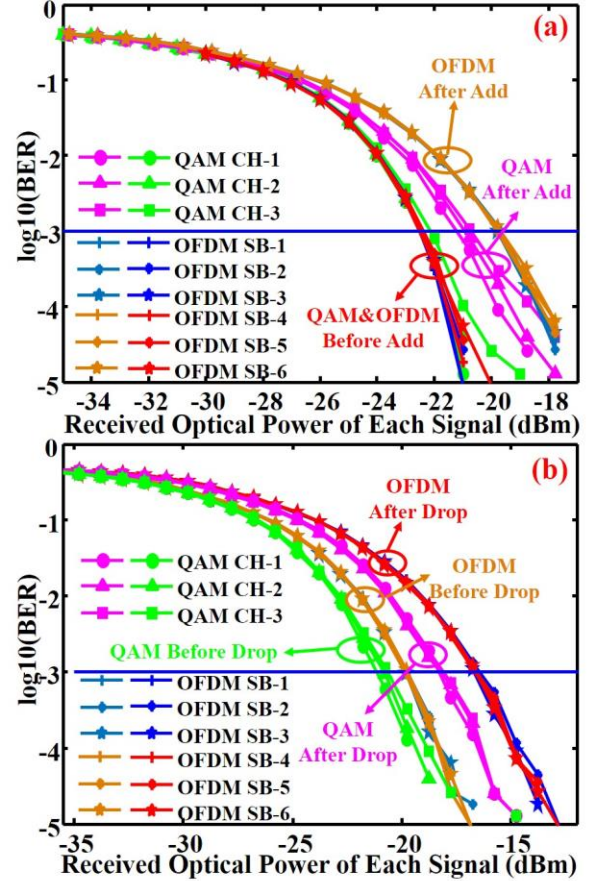 (a)
0
-1
-2
-3
-4
-5
log10(BER)
OFDM
After Add
QAM
After Add
QAM CH-1
QAM CH-2
QAM CH-3
OFDM SB-1
OFDM SB-2
OFDM SB-3
OFDM SB-4
OFDM SB-5
OFDM SB-6
QAM&OFDM
Before Add
-34 -32 -30 -28 -26 -24 -22 -20 -18
Received Optical Power of Each Signal (dBm)
(b)
0
-1
-2
-3
-4
-5
log10(BER)
OFDM
After Drop
OFDM
Before Drop
QAM CH-1
QAM CH-2
QAM CH-3
QAM Before Drop
OFDM SB-1
OFDM SB-2
OFDM SB-3
OFDM SB-4
OFDM SB-5
OFDM SB-6
QAM
After Drop
-35 -30 -25 -20 -15
Received Optical Power of Each Signal (dBm)